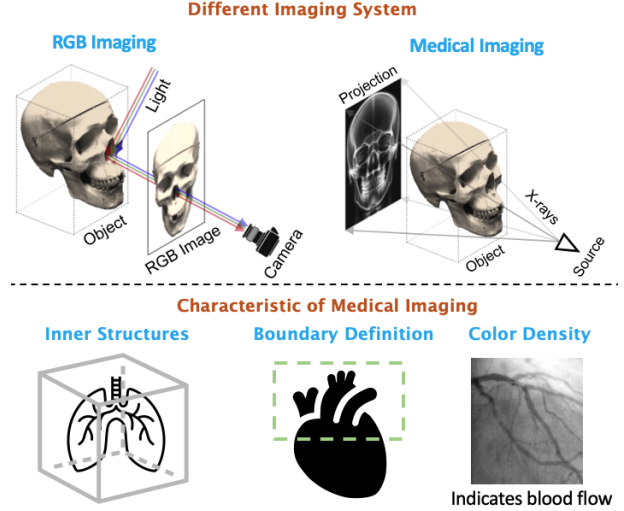 Different Imaging System
RGB Imaging
Medical Imaging
Light
Object
RGB Image
Camera
Projection
Object
X-rays
Source
Characteristic of Medical Imaging
Inner Structures
Boundary Definition
Color Density
Indicates blood flow